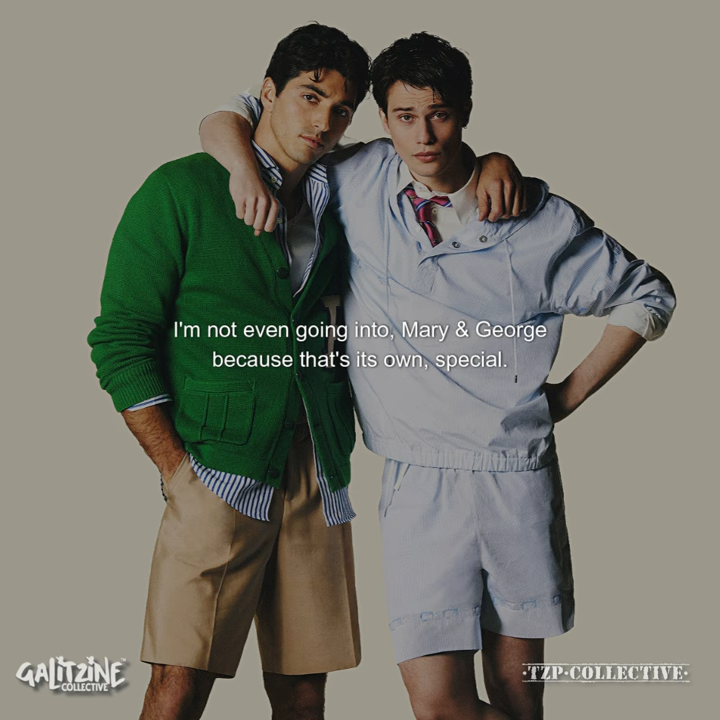 I'm not even going into, Mary & George
because that's its own, special.
GALITZINE
COLLECTIVE
·TZP·COLLECTIVE·